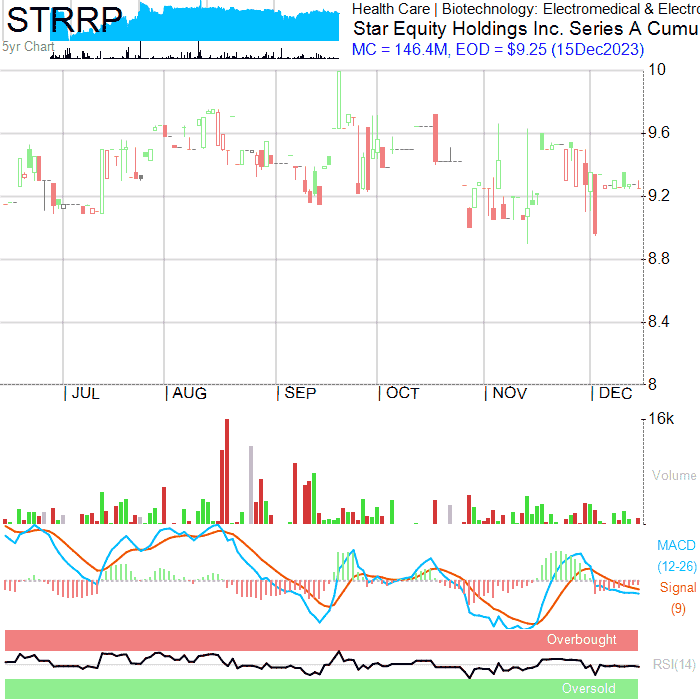 STRRP
5yr Chart
Health Care | Biotechnology: Electromedical & Electro
Star Equity Holdings Inc. Series A Cumu
MC = 146.4M, EOD = $9.25 (15Dec2023)
10
9.6
9.2
8.8
8.4
8
| JUL | AUG | SEP | OCT | NOV | DEC
16k
Volume
MACD
(12-26)
Signal
(9)
Overbought
RSI(14)
Oversold